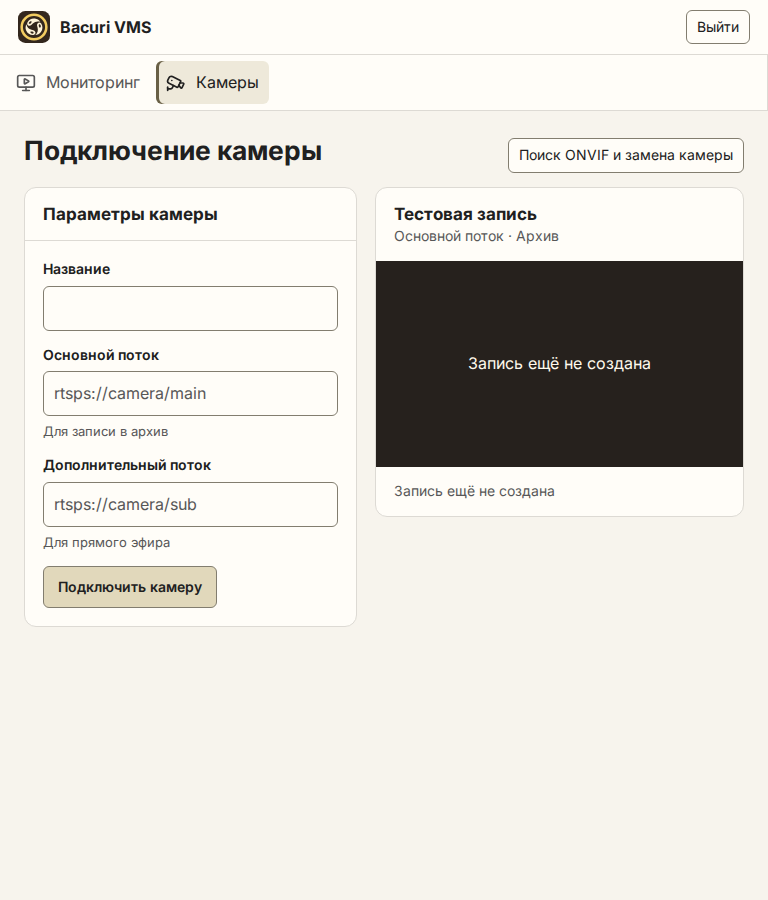 Bacuri VMS
Выйти
Мониторинг
Камеры
Подключение камеры
Поиск ONVIF и замена камеры
Параметры камеры
Название
Основной поток
rtsps://camera/main
Для записи в архив
Дополнительный поток
rtsps://camera/sub
Для прямого эфира
Подключить камеру
Тестовая запись
Основной поток · Архив
Запись ещё не создана
Запись ещё не создана